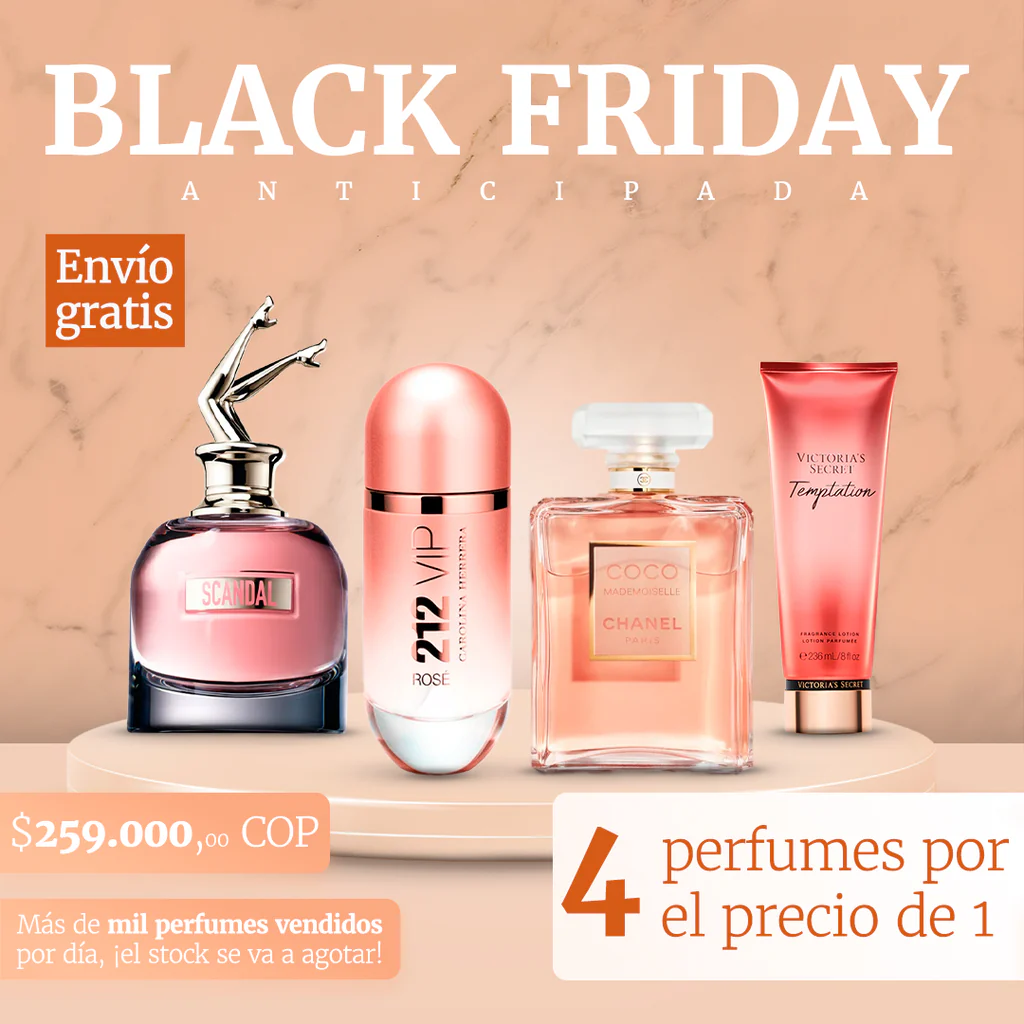 BLACK FRIDAY
ANTICIPADA
Envío
gratis
SCANDAL
212 VIP
ROSÉ
CAROLINA HERRERA
COCO
MADEMOISELLE
CHANEL
PARIS
VICTORIA'S
SECRET
Temptation
FRAGRANCE LOTION
LOTION PARFUMÉE
℮ 236 mL/8 fl oz
VICTORIA'S SECRET
$259.000,00 COP
Más de mil perfumes vendidos
por día, ¡el stock se va a agotar!
4 perfumes por
el precio de 1